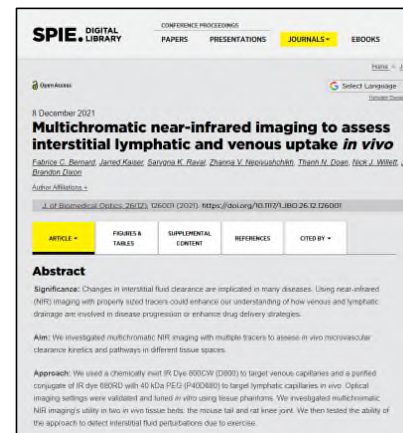 CONFERENCE PROCEEDINGS
SPIE. DIGITAL LIBRARY
PAPERS PRESENTATIONS JOURNALS EBOOKS
Home
Open Access
Select Language
8 December 2021
Multichromatic near-infrared imaging to assess
interstitial lymphatic and venous uptake in vivo
Fabrice C. Bernard, Jarred Kaiser, Sarvgna K. Raval, Zhanna V. Nepiyushchikh, Thanh N. Doan, Nick J. Willett,
Brandon Dixon
Author Affiliations +
J. of Biomedical Optics, 26(12), 126001 (2021). https://doi.org/10.1117/1.JBO.26.12.126001
ARTICLE FIGURES & TABLES SUPPLEMENTAL CONTENT REFERENCES CITED BY
Abstract
Significance: Changes in interstitial fluid clearance are implicated in many diseases. Using near-infrared
(NIR) imaging with properly sized tracers could enhance our understanding of how venous and lymphatic
drainage are involved in disease progression or enhance drug delivery strategies.
Aim: We investigated multichromatic NIR imaging with multiple tracers to assess in vivo microvascular
clearance kinetics and pathways in different tissue spaces.
Approach: We used a chemically inert IR Dye 800CW (D800) to target venous capillaries and a purified
conjugate of IR dye 680RD with 40 kDa PEG (P40D680) to target lymphatic capillaries in vivo. Optical
imaging settings were validated and tuned in vitro using tissue phantoms. We investigated multichromatic
NIR imaging's utility in two in vivo tissue beds: the mouse tail and rat knee joint. We then tested the ability of
the approach to detect interstitial fluid perturbations due to exercise.